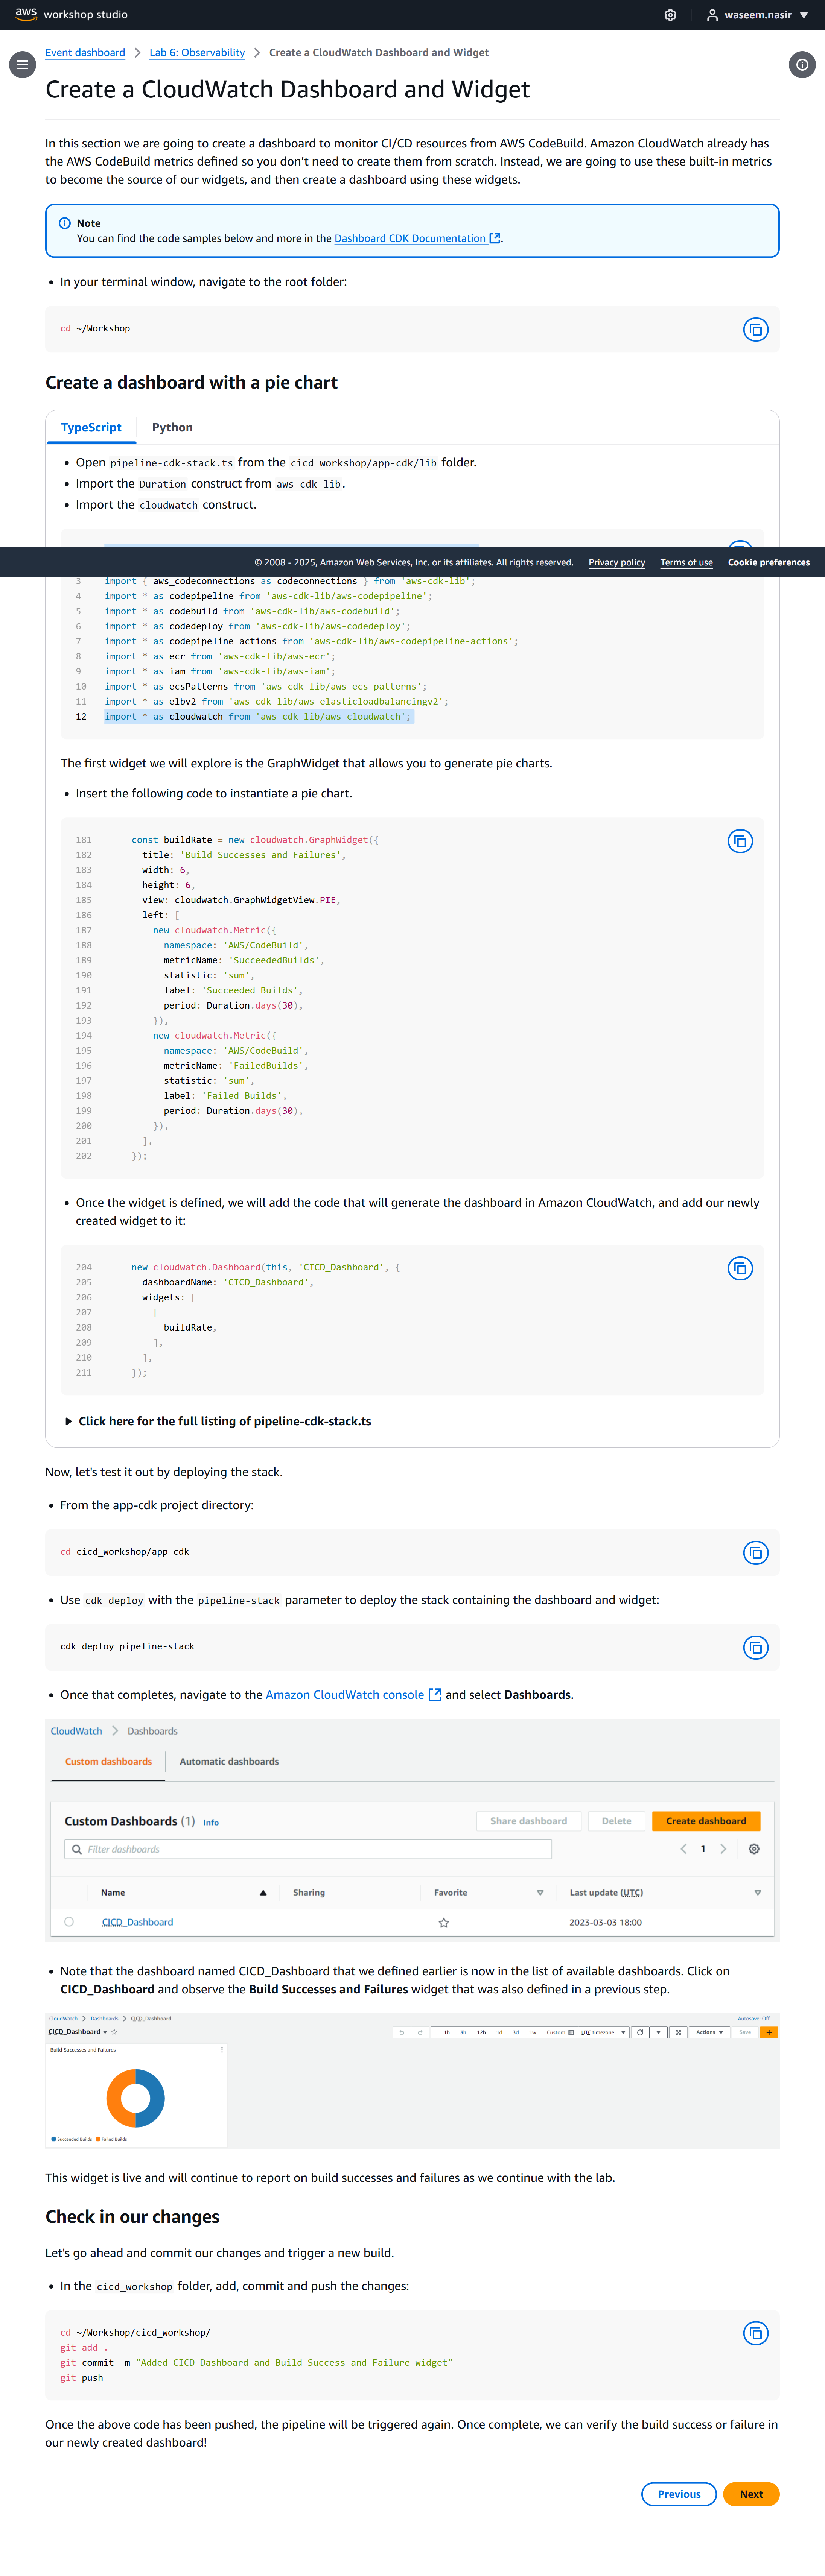 aws workshop studio
waseem.nasir
Event dashboard > Lab 6: Observability > Create a CloudWatch Dashboard and Widget
Create a CloudWatch Dashboard and Widget
In this section we are going to create a dashboard to monitor CI/CD resources from AWS CodeBuild. Amazon CloudWatch already has
the AWS CodeBuild metrics defined so you don't need to create them from scratch. Instead, we are going to use these built-in metrics
to become the source of our widgets, and then create a dashboard using these widgets.
Note
You can find the code samples below and more in the Dashboard CDK Documentation.
• In your terminal window, navigate to the root folder:
cd ~/Workshop
Create a dashboard with a pie chart
TypeScript Python
• Open pipeline-cdk-stack.ts from the cicd_workshop/app-cdk/lib folder.
• Import the Duration construct from aws-cdk-lib.
• Import the cloudwatch construct.
© 2008 - 2025, Amazon Web Services, Inc. or its affiliates. All rights reserved. Privacy policy Terms of use Cookie preferences
3 import { aws_codeconnections as codeconnections } from 'aws-cdk-lib';
4 import * as codepipeline from 'aws-cdk-lib/aws-codepipeline';
5 import * as codebuild from 'aws-cdk-lib/aws-codebuild';
6 import * as codedeploy from 'aws-cdk-lib/aws-codedeploy';
7 import * as codepipeline_actions from 'aws-cdk-lib/aws-codepipeline-actions';
8 import * as ecr from 'aws-cdk-lib/aws-ecr';
9 import * as iam from 'aws-cdk-lib/aws-iam';
10 import * as ecsPatterns from 'aws-cdk-lib/aws-ecs-patterns';
11 import * as elbv2 from 'aws-cdk-lib/aws-elasticloadbalancingv2';
12 import * as cloudwatch from 'aws-cdk-lib/aws-cloudwatch';
The first widget we will explore is the GraphWidget that allows you to generate pie charts.
• Insert the following code to instantiate a pie chart.
181 const buildRate = new cloudwatch.GraphWidget({
182 title: 'Build Successes and Failures',
183 width: 6,
184 height: 6,
185 view: cloudwatch.GraphWidgetView.PIE,
186 left: [
187 new cloudwatch.Metric({
188 namespace: 'AWS/CodeBuild',
189 metricName: 'SucceededBuilds',
190 statistic: 'sum',
191 label: 'Succeeded Builds',
192 period: Duration.days(30),
193 }),
194 new cloudwatch.Metric({
195 namespace: 'AWS/CodeBuild',
196 metricName: 'FailedBuilds',
197 statistic: 'sum',
198 label: 'Failed Builds',
199 period: Duration.days(30),
200 }),
201 ],
202 });
• Once the widget is defined, we will add the code that will generate the dashboard in Amazon CloudWatch, and add our newly
created widget to it:
204 new cloudwatch.Dashboard(this, 'CICD_Dashboard', {
205 dashboardName: 'CICD_Dashboard',
206 widgets: [
207 [
208 buildRate,
209 ],
210 ],
211 });
Click here for the full listing of pipeline-cdk-stack.ts
Now, let's test it out by deploying the stack.
• From the app-cdk project directory:
cd cicd_workshop/app-cdk
• Use cdk deploy with the pipeline-stack parameter to deploy the stack containing the dashboard and widget:
cdk deploy pipeline-stack
• Once that completes, navigate to the Amazon CloudWatch console and select Dashboards.
CloudWatch > Dashboards
Custom dashboards Automatic dashboards
Custom Dashboards (1) Info Share dashboard Delete Create dashboard
Filter dashboards < 1 >
Name Sharing Favorite Last update (UTC)
CICD_Dashboard 2023-03-03 18:00
• Note that the dashboard named CICD_Dashboard that we defined earlier is now in the list of available dashboards. Click on
CICD_Dashboard and observe the Build Successes and Failures widget that was also defined in a previous step.
CloudWatch > Dashboards > CICD_Dashboard Autosave: Off
CICD_Dashboard 1h 3h 12h 1d 3d 1w Custom UTC timezone Actions Save +
Build Successes and Failures
Succeeded Builds Failed Builds
This widget is live and will continue to report on build successes and failures as we continue with the lab.
Check in our changes
Let's go ahead and commit our changes and trigger a new build.
• In the cicd_workshop folder, add, commit and push the changes:
cd ~/Workshop/cicd_workshop/
git add .
git commit -m "Added CICD Dashboard and Build Success and Failure widget"
git push
Once the above code has been pushed, the pipeline will be triggered again. Once complete, we can verify the build success or failure in
our newly created dashboard!
Previous Next